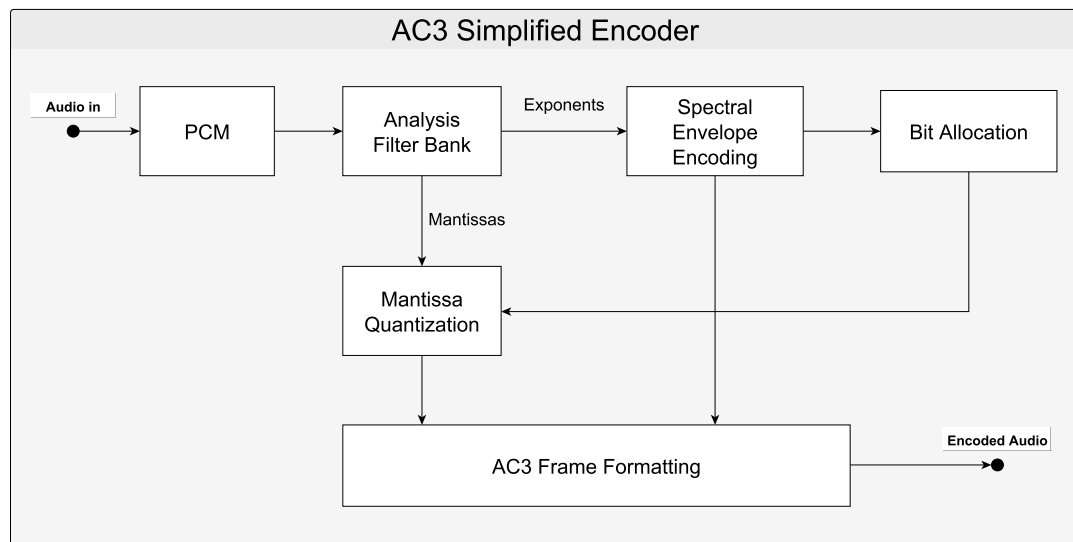 AC3 Simplified Encoder
Audio in
PCM
Analysis
Filter Bank
Exponents
Spectral
Envelope
Encoding
Bit Allocation
Mantissas
Mantissa
Quantization
AC3 Frame Formatting
Encoded Audio